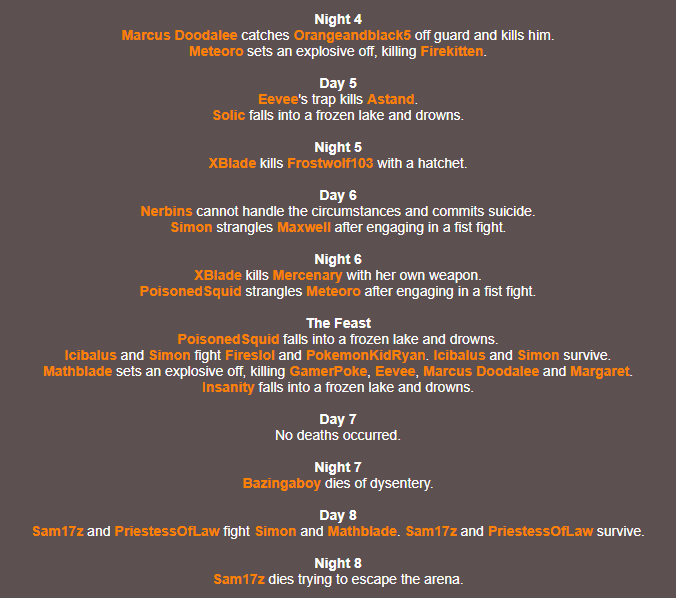 Night 4
Marcus Doodalee catches Orangeandblack5 off guard and kills him.
Meteoro sets an explosive off, killing Firekitten.
Day 5
Eevee's trap kills Astand.
Solic falls into a frozen lake and drowns.
Night 5
XBlade kills Frostwolf103 with a hatchet.
Day 6
Nerbins cannot handle the circumstances and commits suicide.
Simon strangles Maxwell after engaging in a fist fight.
Night 6
XBlade kills Mercenary with her own weapon.
PoisonedSquid strangles Meteoro after engaging in a fist fight.
The Feast
PoisonedSquid falls into a frozen lake and drowns.
Icibalus and Simon fight Fireslol and PokemonKidRyan. Icibalus and Simon survive.
Mathblade sets an explosive off, killing GamerPoke, Eevee, Marcus Doodalee and Margaret.
Insanity falls into a frozen lake and drowns.
Day 7
No deaths occurred.
Night 7
Bazingaboy dies of dysentery.
Day 8
Sam17z and PriestessOfLaw fight Simon and Mathblade. Sam17z and PriestessOfLaw survive.
Night 8
Sam17z dies trying to escape the arena.